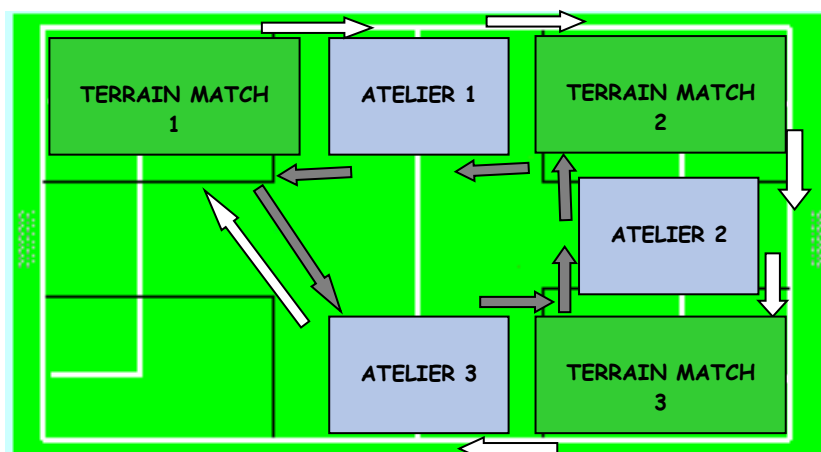 TERRAIN MATCH
1
ATELIER 1
TERRAIN MATCH
2
ATELIER 2
ATELIER 3
TERRAIN MATCH
3